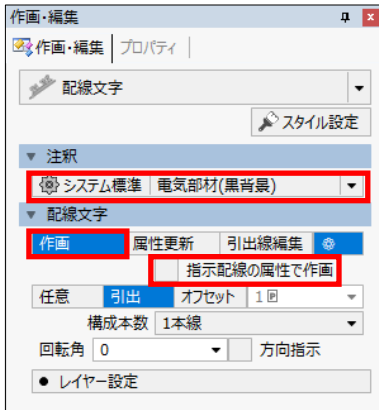 作画・編集
作画・編集 プロパティ
配線文字
スタイル設定
▼ 注釈
システム標準 電気部材(黒背景)
▼ 配線文字
作画 属性更新 引出線編集
指示配線の属性で作画
任意 引出 オフセット 1 P
構成本数 1本線
回転角 0 方向指示
● レイヤー設定